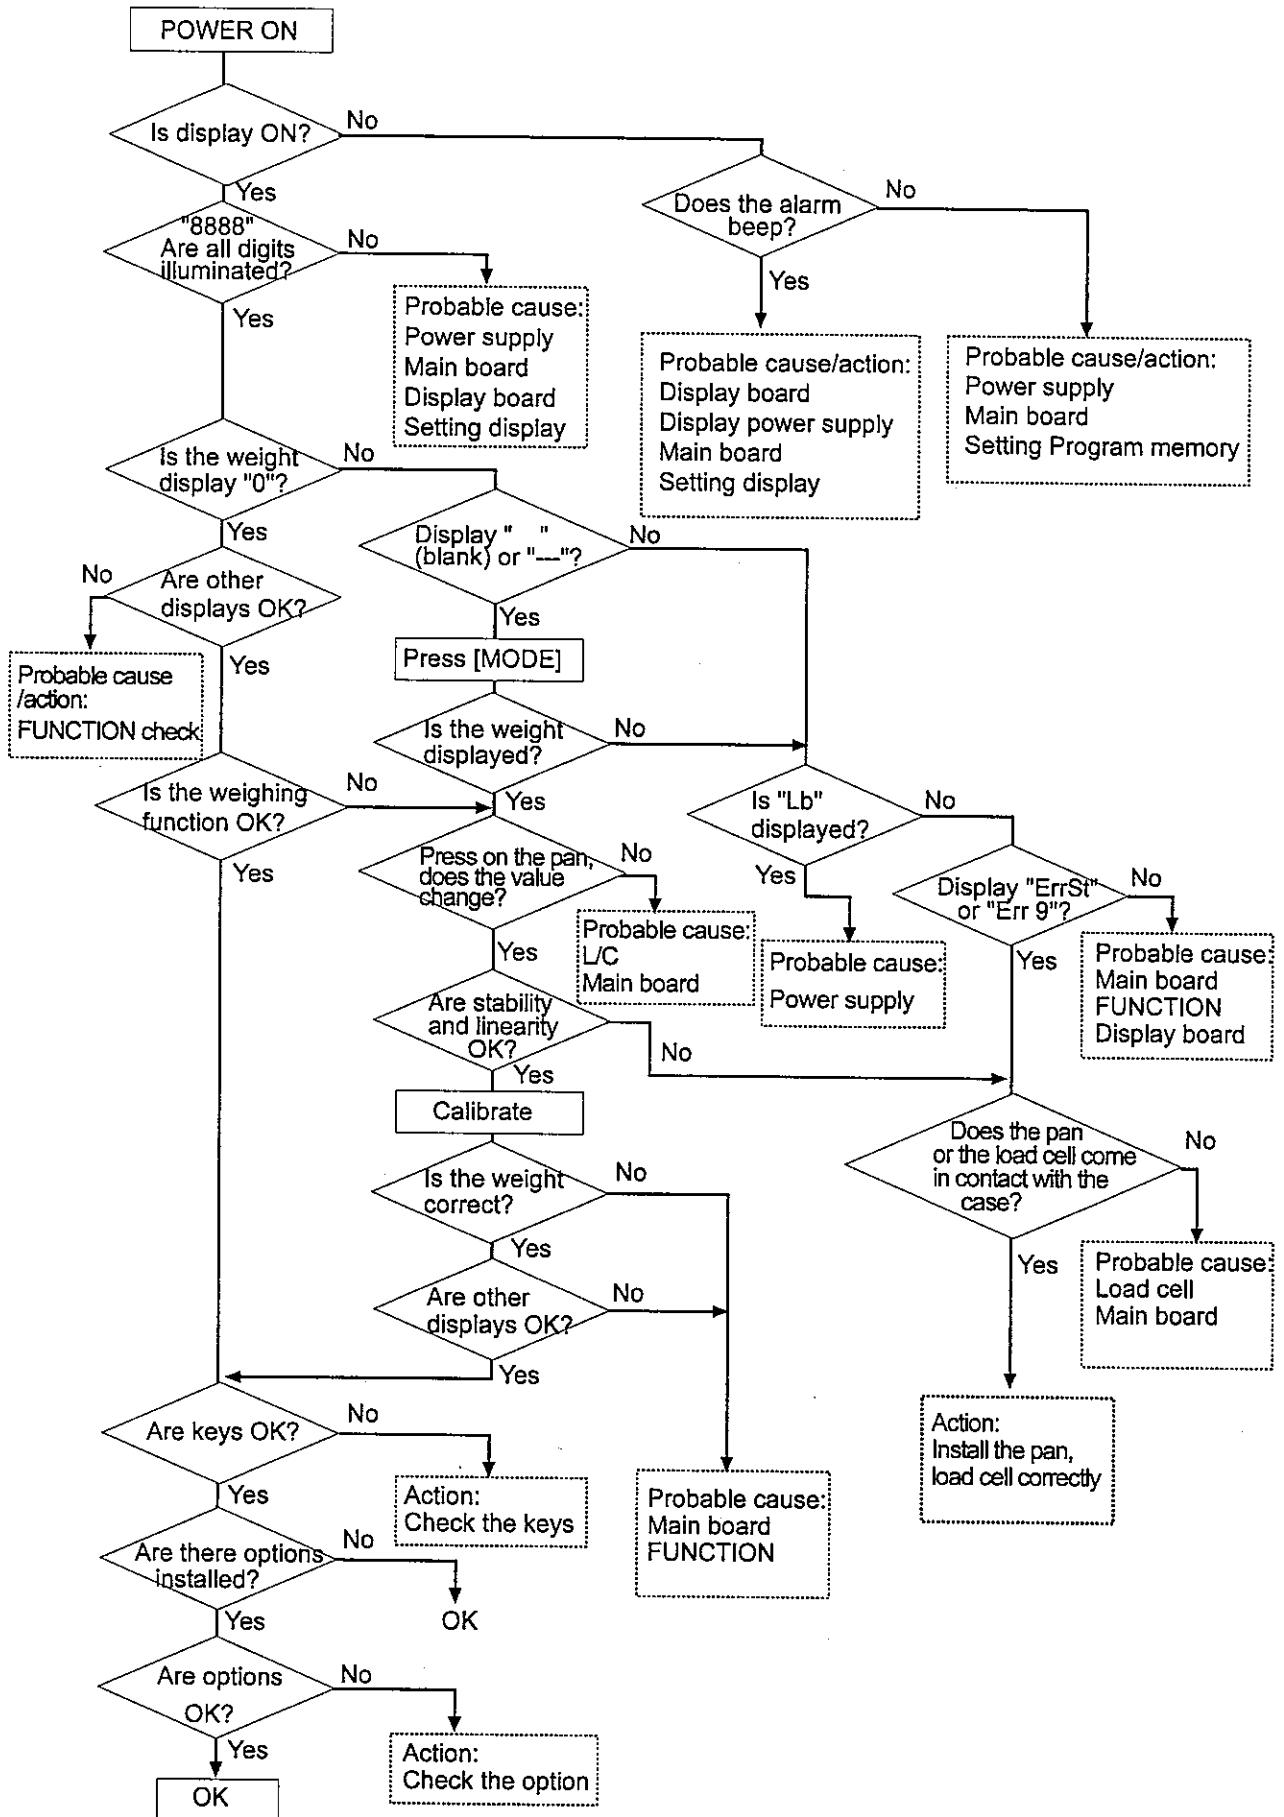 POWER ON
Is display ON?
No
Yes
Does the alarm
beep?
No
Yes
"8888"
Are all digits
illuminated?
No
Yes
Probable cause:
Power supply
Main board
Display board
Setting display
Probable cause/action:
Display board
Display power supply
Main board
Setting display
Probable cause/action:
Power supply
Main board
Setting Program memory
Is the weight
display "0"?
No
Yes
Display "    "
(blank) or "---"?
No
Yes
Are other
displays OK?
No
Yes
Probable cause
/action:
FUNCTION check
Press [MODE]
Is the weight
displayed?
No
Yes
Is the weighing
function OK?
No
Yes
Is "Lb"
displayed?
No
Yes
Press on the pan,
does the value
change?
No
Yes
Display "ErrSt"
or "Err 9"?
No
Yes
Probable cause:
L/C
Main board
Probable cause:
Power supply
Probable cause:
Main board
FUNCTION
Display board
Are stability
and linearity
OK?
No
Yes
Calibrate
Does the pan
or the load cell come
in contact with the
case?
No
Yes
Is the weight
correct?
No
Yes
Probable cause:
Load cell
Main board
Are other
displays OK?
No
Yes
Action:
Install the pan,
load cell correctly
Are keys OK?
No
Yes
Action:
Check the keys
Probable cause:
Main board
FUNCTION
Are there options
installed?
No
Yes
OK
Are options
OK?
No
Yes
Action:
Check the option
OK